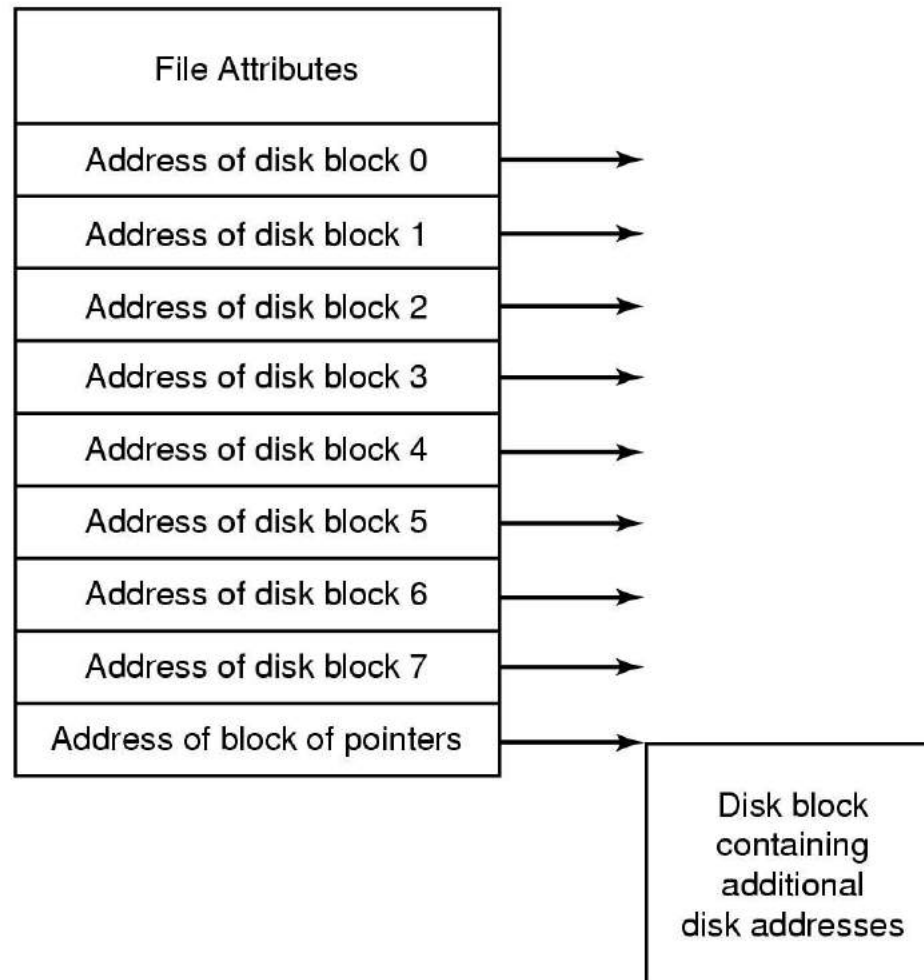 File Attributes
Address of disk block 0
Address of disk block 1
Address of disk block 2
Address of disk block 3
Address of disk block 4
Address of disk block 5
Address of disk block 6
Address of disk block 7
Address of block of pointers
Disk block
containing
additional
disk addresses